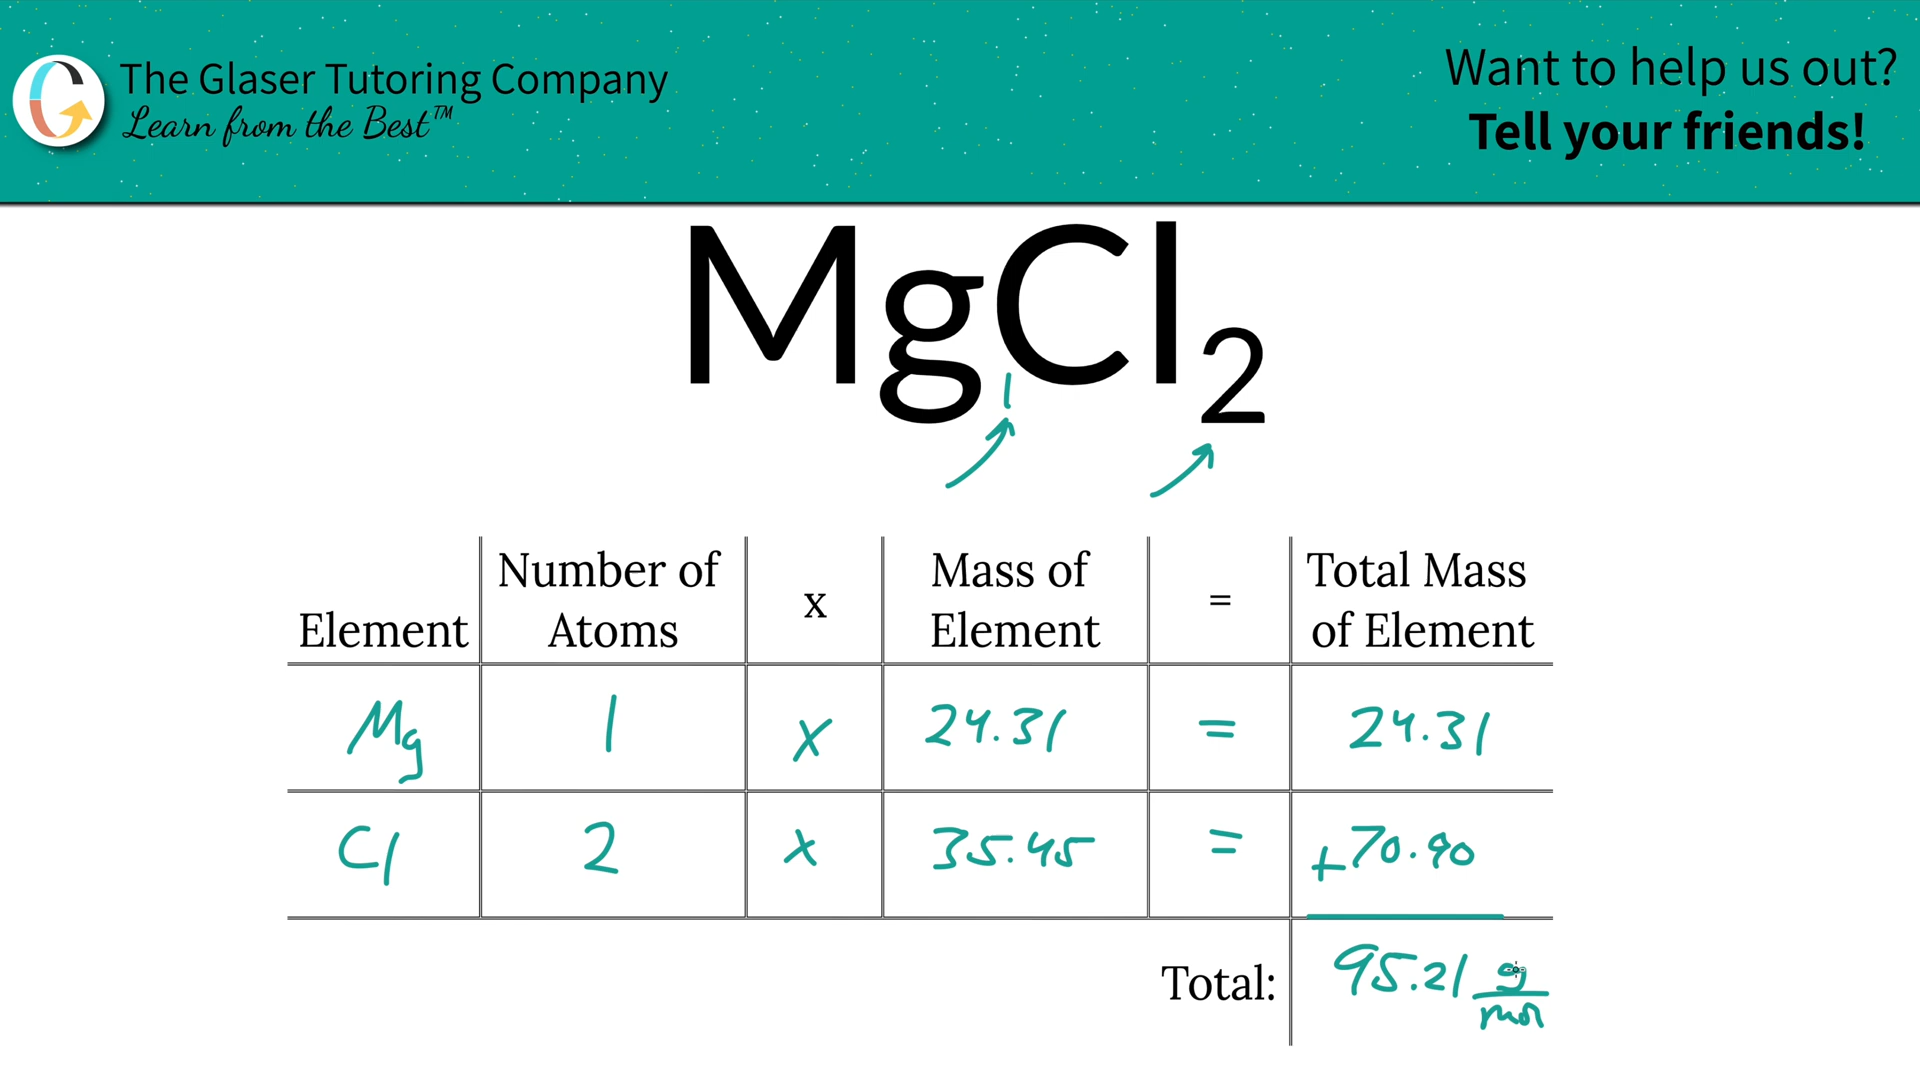 The Glaser Tutoring Company
Learn from the Best™
Want to help us out?
Tell your friends!
MgCl₂
1
Element Number of Atoms x Mass of Element = Total Mass of Element
Mg 1 x 24.31 = 24.31
Cl 2 x 35.45 = +70.90
Total: 95.21 g/mol